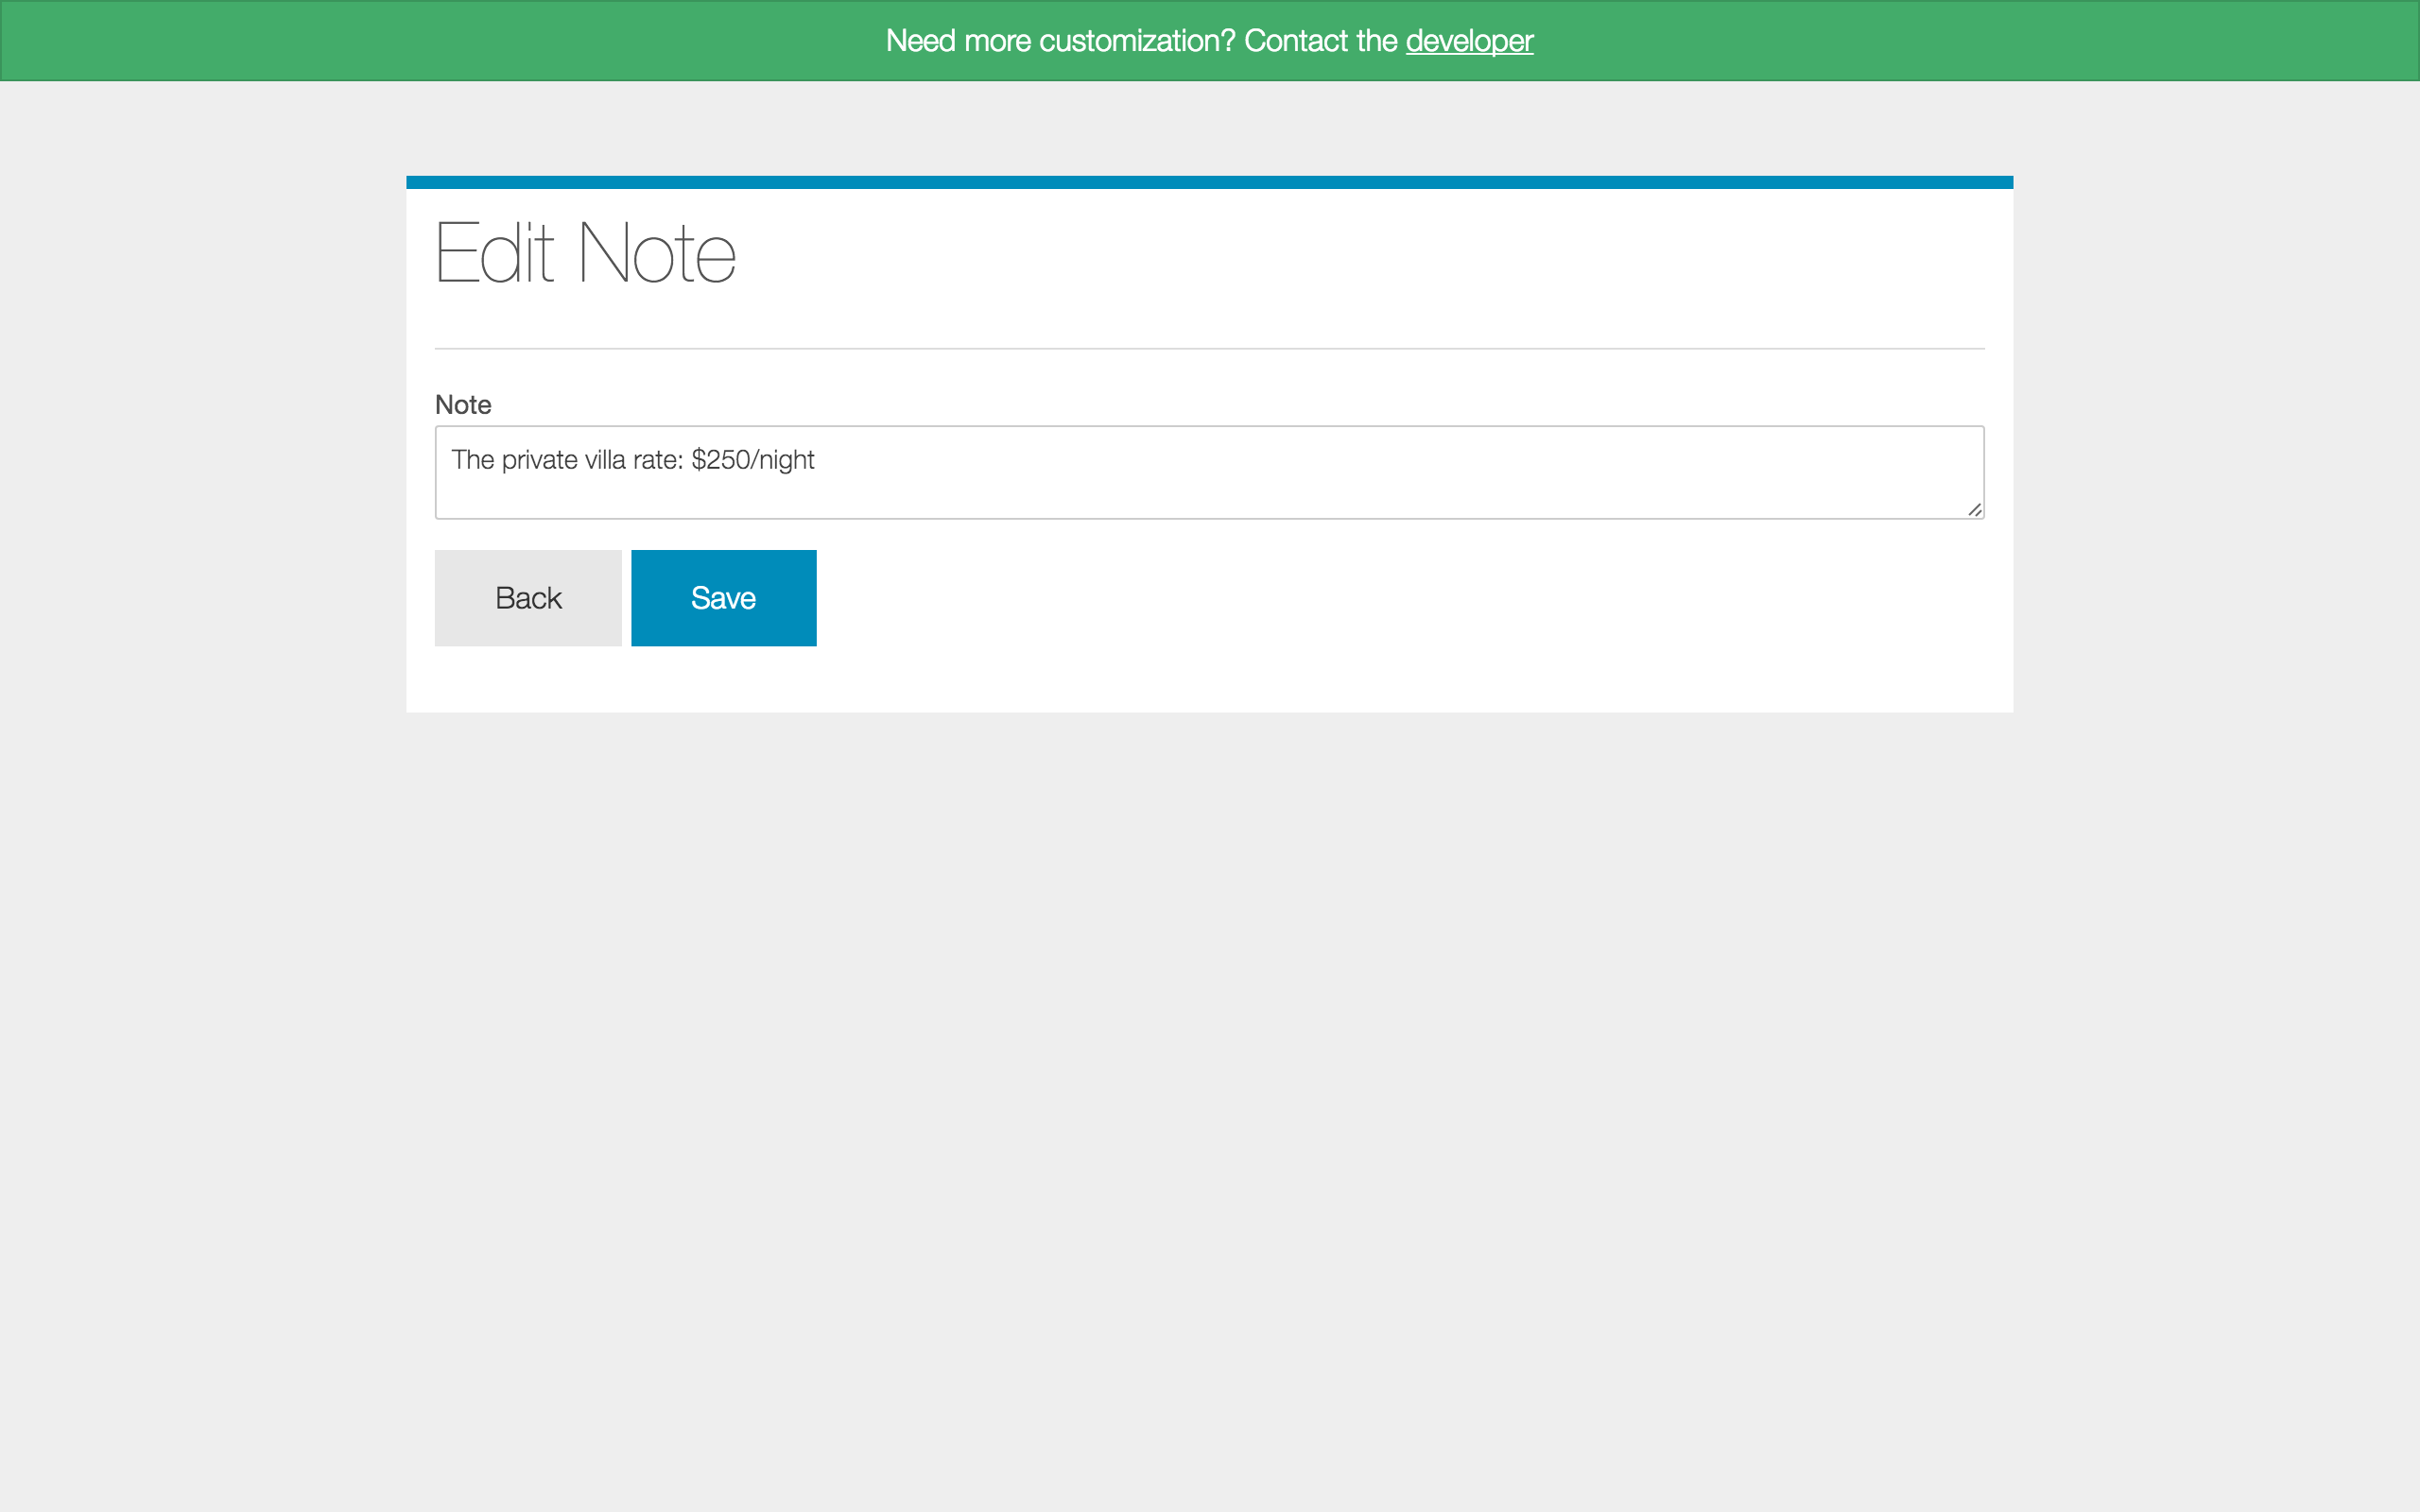 Need more customization? Contact the developer
Edit Note
Note
The private villa rate: $250/night
Back
Save